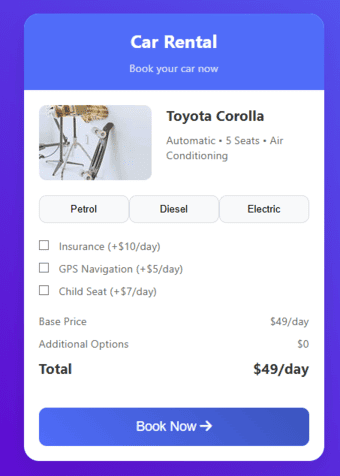 Car Rental
Book your car now
Toyota Corolla
Automatic • 5 Seats • Air
Conditioning
Petrol Diesel Electric
Insurance (+$10/day)
GPS Navigation (+$5/day)
Child Seat (+$7/day)
Base Price $49/day
Additional Options $0
Total $49/day
Book Now →